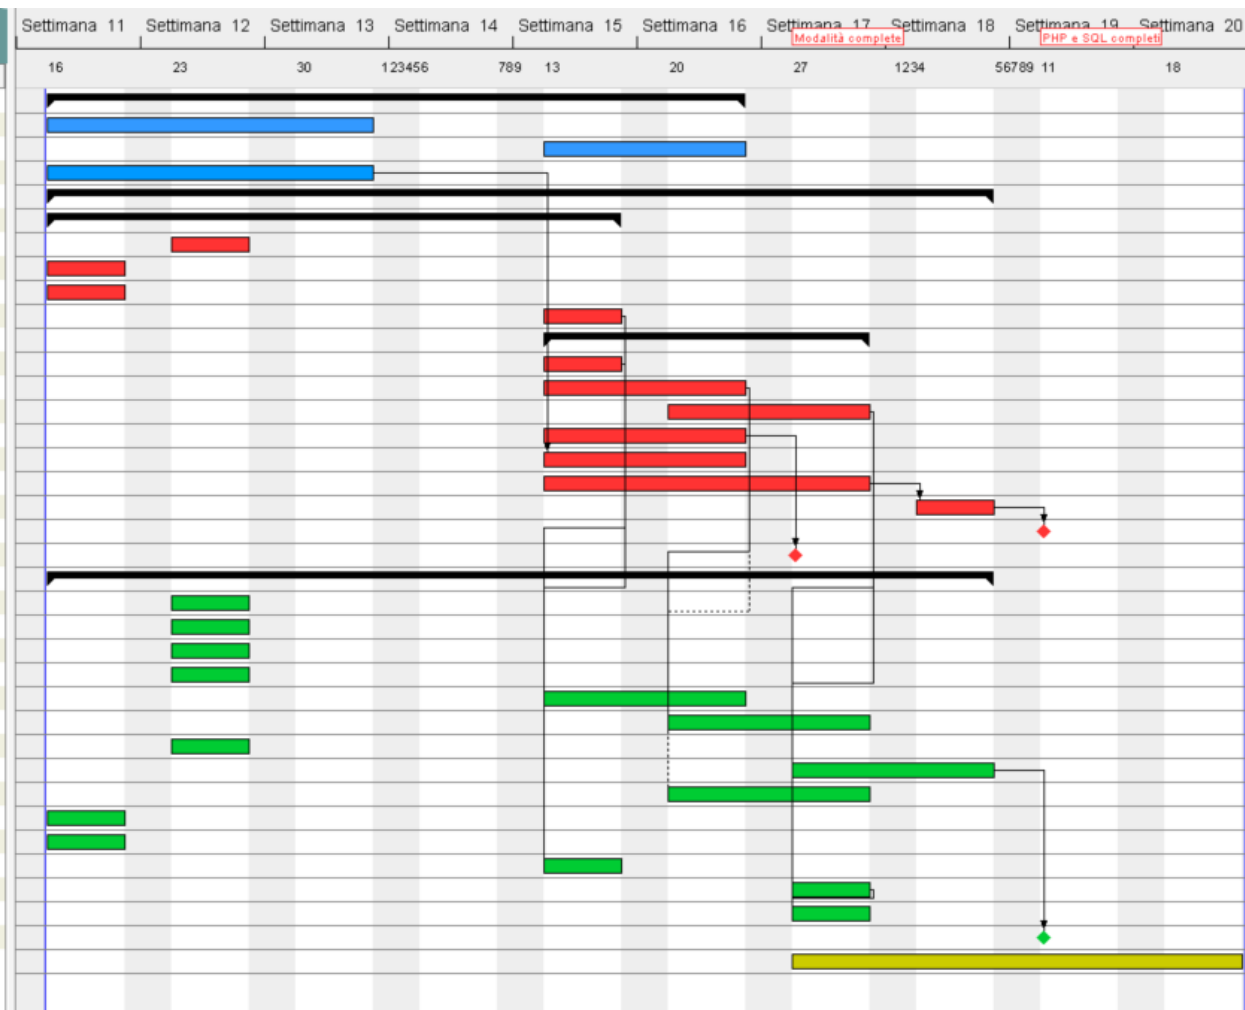 Settimana 11 Settimana 12 Settimana 13 Settimana 14 Settimana 15 Settimana 16 Settimana 17 Settimana 18 Settimana 19 Settimana 20
Modalità complete PHP e SQL completi
16 23 30 123456 789 13 20 27 1234 56789 11 18